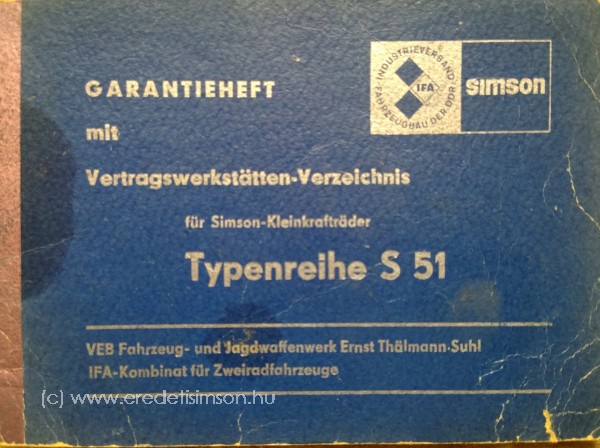 GARANTIEHEFT
mit
Vertragswerkstätten-Verzeichnis
für Simson-Kleinkrafträder
Typenreihe S 51
INDUSTRIEVERSAND
FAHRZEUGBAU DER DDR
IFA
simson
VEB Fahrzeug- und Jagdwaffenwerk Ernst Thälmann·Suhl
IFA-Kombinat für Zweiradfahrzeuge
(c) www.eredetisimson.hu